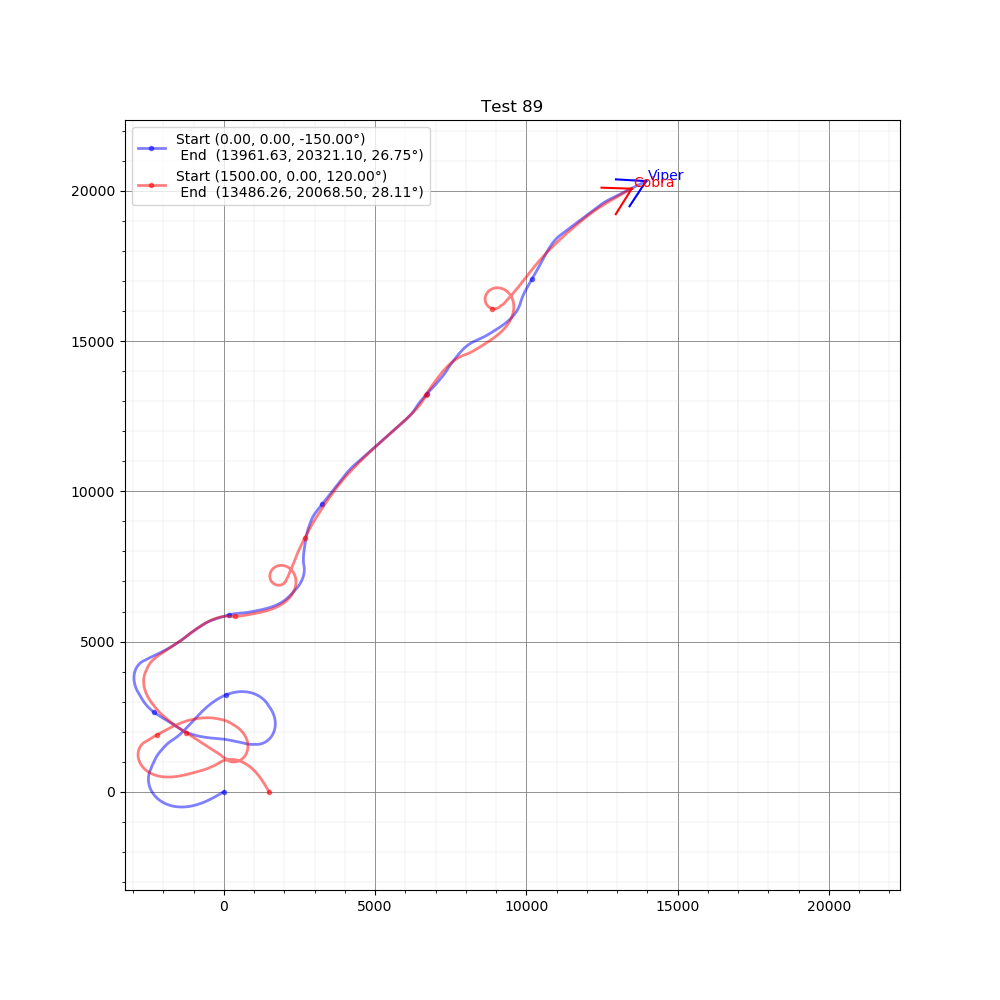 Test 89
Start (0.00, 0.00, -150.00°)
End  (13961.63, 20321.10, 26.75°)
Start (1500.00, 0.00, 120.00°)
End  (13486.26, 20068.50, 28.11°)
Viper
Cobra
20000
15000
10000
5000
0
0
5000
10000
15000
20000